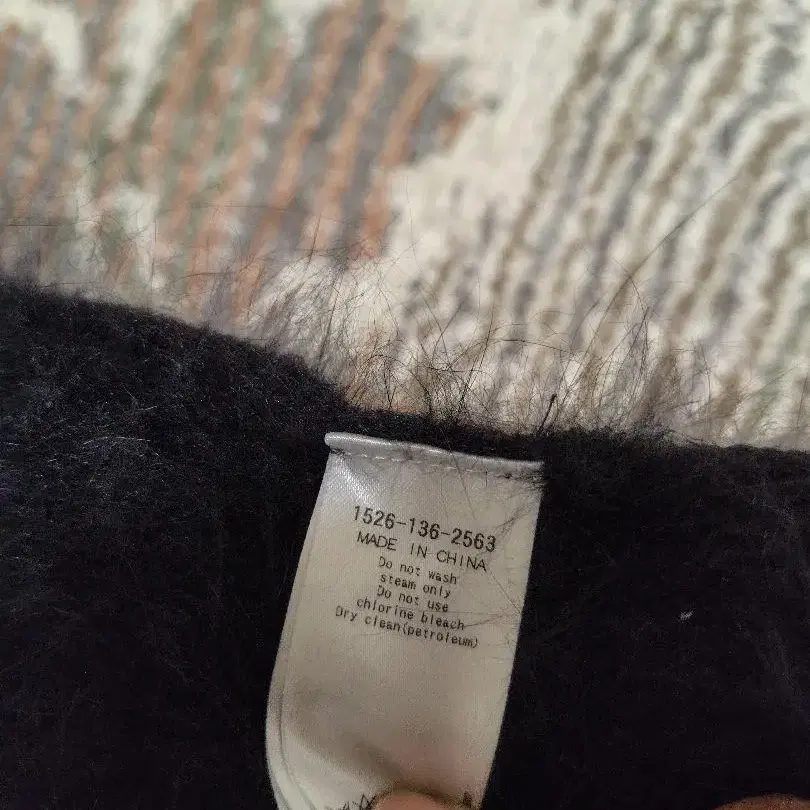 1526-136-2563
MADE IN CHINA
Do not wash
steam only
Do not use
chlorine bleach
Dry clean(petroleum)